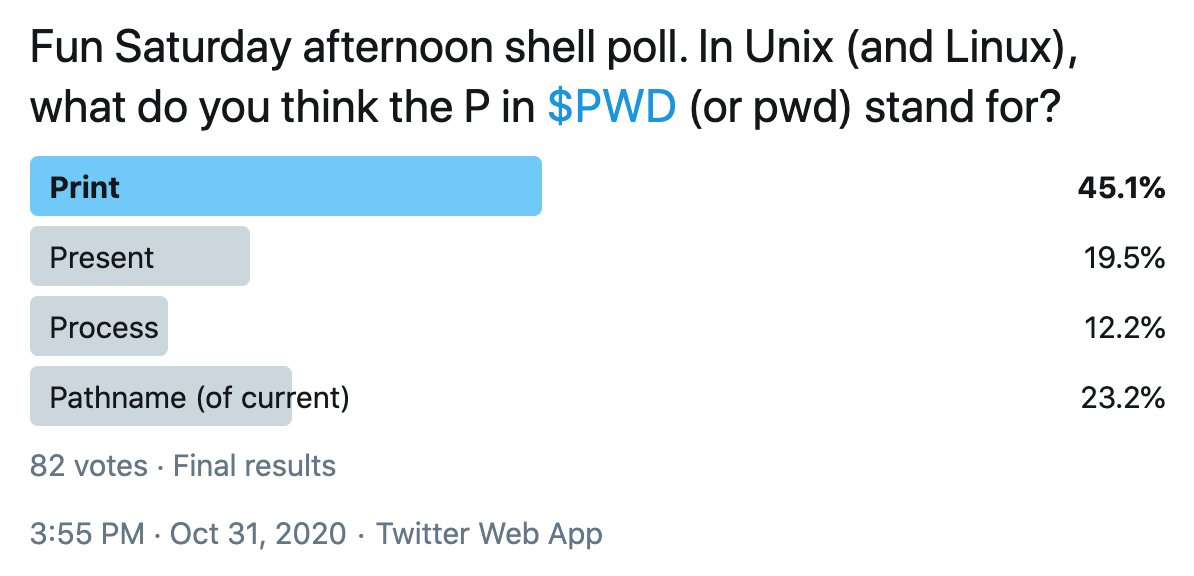 Fun Saturday afternoon shell poll. In Unix (and Linux),
what do you think the P in $PWD (or pwd) stand for?
Print 45.1%
Present 19.5%
Process 12.2%
Pathname (of current) 23.2%
82 votes · Final results
3:55 PM · Oct 31, 2020 · Twitter Web App